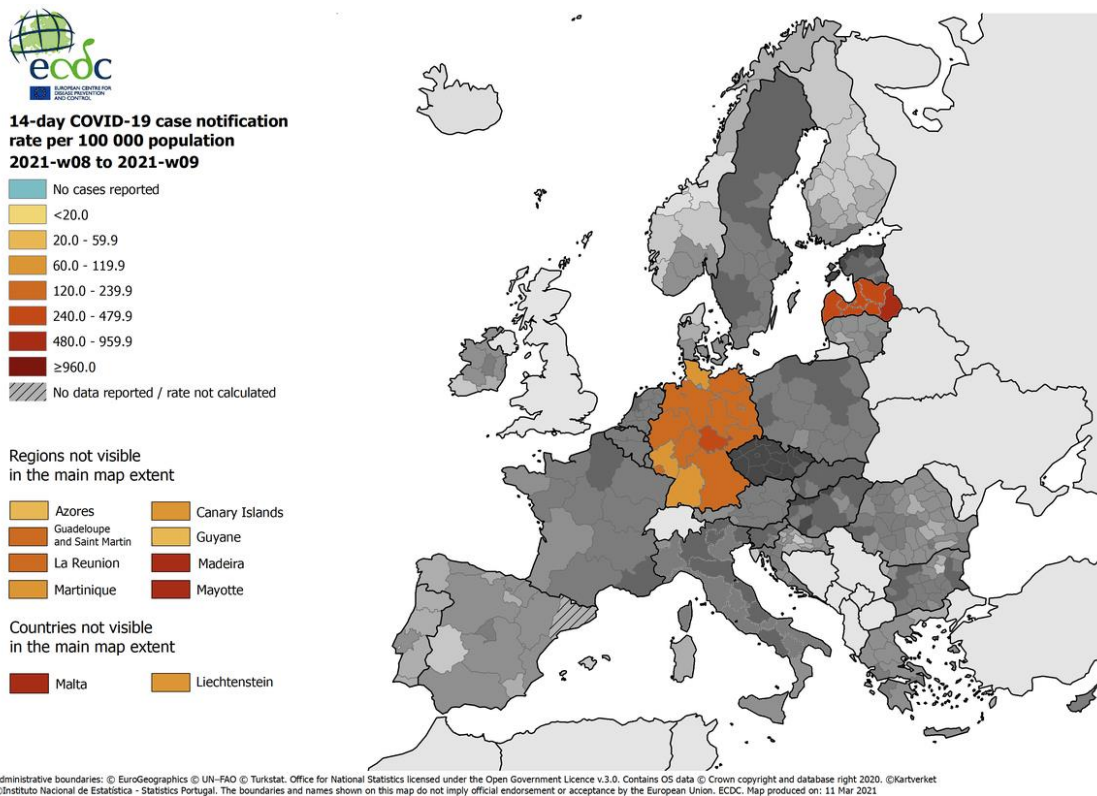 ecdc
EUROPEAN CENTRE FOR
DISEASE PREVENTION
AND CONTROL
14-day COVID-19 case notification
rate per 100 000 population
2021-w08 to 2021-w09
No cases reported
<20.0
20.0 - 59.9
60.0 - 119.9
120.0 - 239.9
240.0 - 479.9
480.0 - 959.9
≥960.0
No data reported / rate not calculated
Regions not visible
in the main map extent
Azores
Canary Islands
Guadeloupe
and Saint Martin
Guyane
La Reunion
Madeira
Martinique
Mayotte
Countries not visible
in the main map extent
Malta
Liechtenstein
dministrative boundaries: © EuroGeographics © UN–FAO © Turkstat. Office for National Statistics licensed under the Open Government Licence v.3.0. Contains OS data © Crown copyright and database right 2020. ©Kartverket
Instituto Nacional de Estatística - Statistics Portugal. The boundaries and names shown on this map do not imply official endorsement or acceptance by the European Union. ECDC. Map produced on: 11 Mar 2021